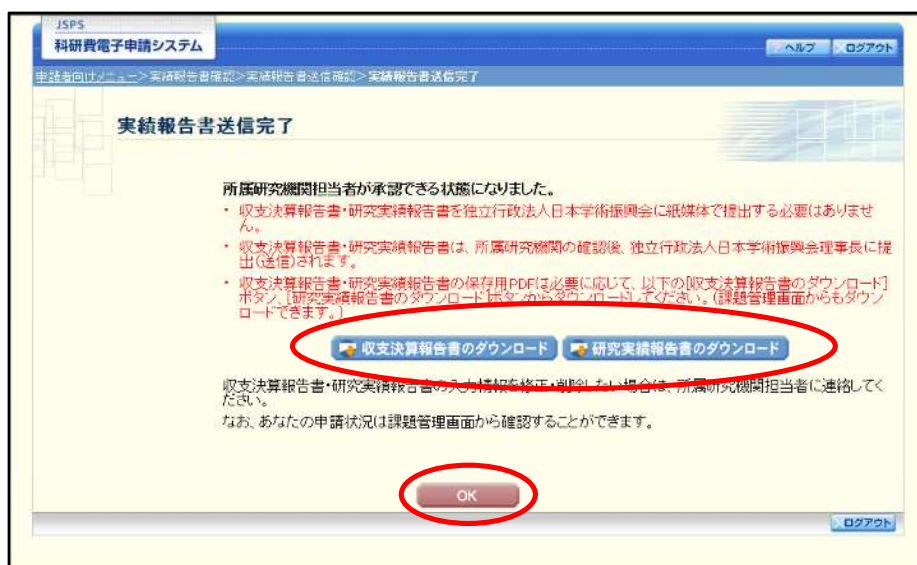 JSPS
科研費電子申請システム
ヘルプ ログアウト
申請者向けメニュー>実績報告書確認>実績報告書送信確認>実績報告書送信完了
実績報告書送信完了
所属研究機関担当者が承認できる状態になりました。
・ 収支決算報告書・研究実績報告書を独立行政法人日本学術振興会に紙媒体で提出する必要はありませ
ん。
・ 収支決算報告書・研究実績報告書は、所属研究機関の確認後、独立行政法人日本学術振興会理事長に提
出(送信)されます。
・ 収支決算報告書・研究実績報告書の保存用PDFは必要に応じて、以下の[収支決算報告書のダウンロード]
ボタン、[研究実績報告書のダウンロード]ボタンからダウンロードしてください。(課題管理画面からもダウン
ロードできます。)
収支決算報告書のダウンロード 研究実績報告書のダウンロード
収支決算報告書・研究実績報告書の入力情報を修正・削除したい場合は、所属研究機関担当者に連絡してく
ださい。
なお、あなたの申請状況は課題管理画面から確認することができます。
OK
ログアウト